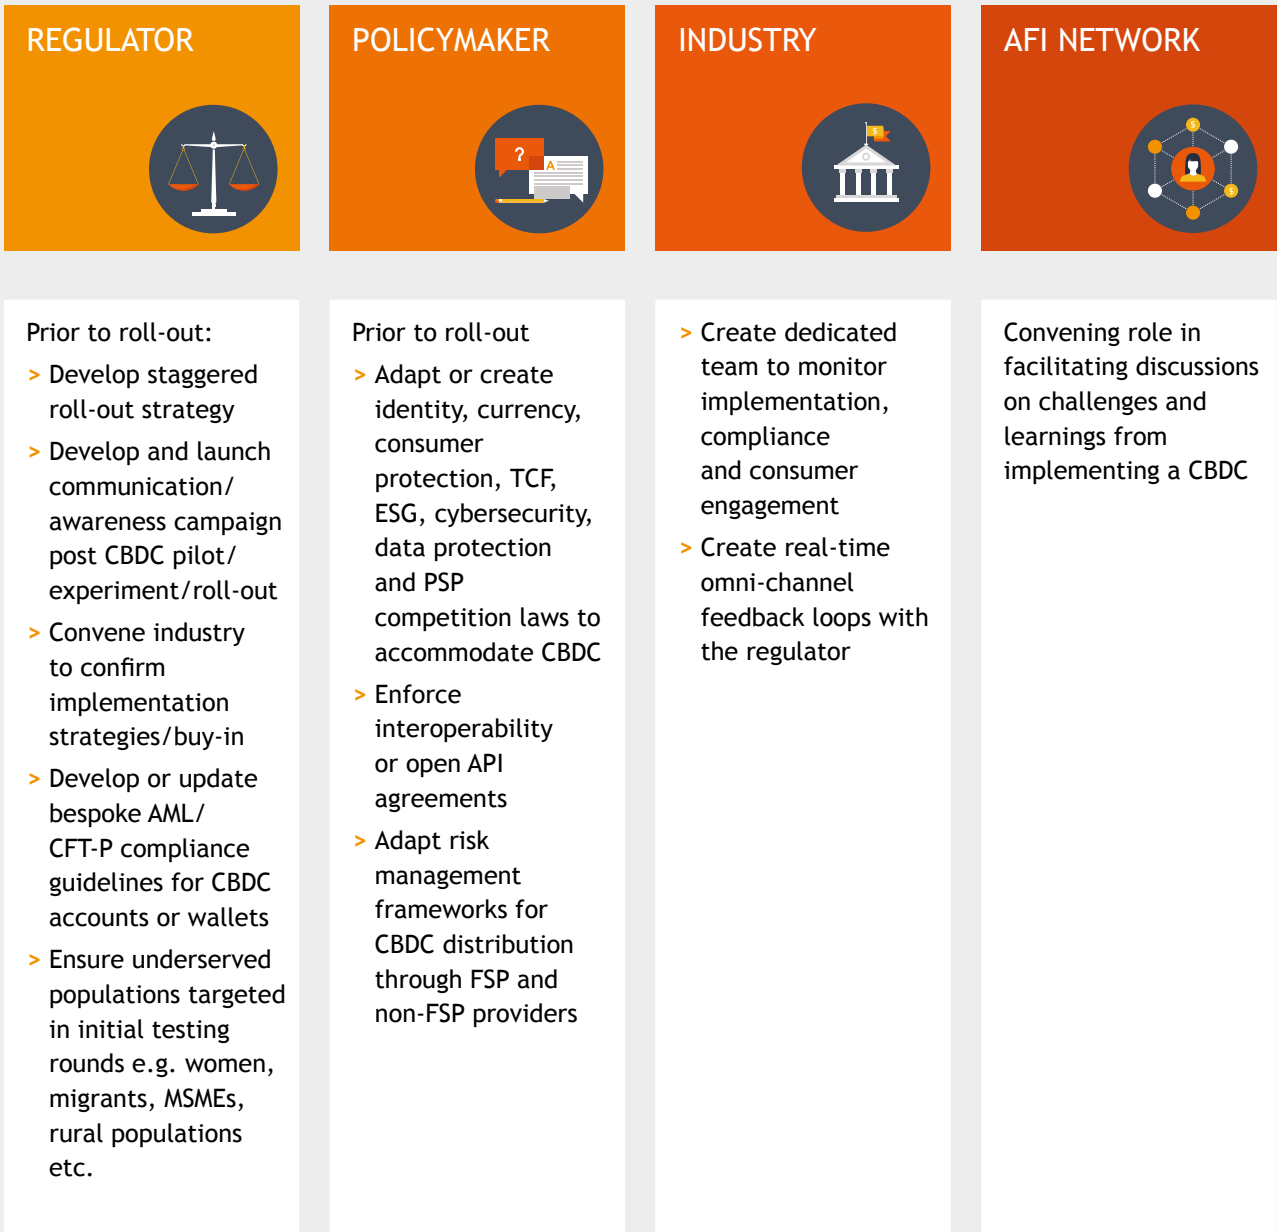 REGULATOR
Prior to roll-out:
> Develop staggered
roll-out strategy
> Develop and launch
communication/
awareness campaign
post CBDC pilot/
experiment/roll-out
> Convene industry
to confirm
implementation
strategies/buy-in
> Develop or update
bespoke AML/
CFT-P compliance
guidelines for CBDC
accounts or wallets
> Ensure underserved
populations targeted
in initial testing
rounds e.g. women,
migrants, MSMEs,
rural populations
etc.
POLICYMAKER
?
A
Prior to roll-out
> Adapt or create
identity, currency,
consumer
protection, TCF,
ESG, cybersecurity,
data protection
and PSP
competition laws to
accommodate CBDC
> Enforce
interoperability
or open API
agreements
> Adapt risk
management
frameworks for
CBDC distribution
through FSP and
non-FSP providers
INDUSTRY
$
> Create dedicated
team to monitor
implementation,
compliance
and consumer
engagement
> Create real-time
omni-channel
feedback loops with
the regulator
AFI NETWORK
$
$
Convening role in
facilitating discussions
on challenges and
learnings from
implementing a CBDC